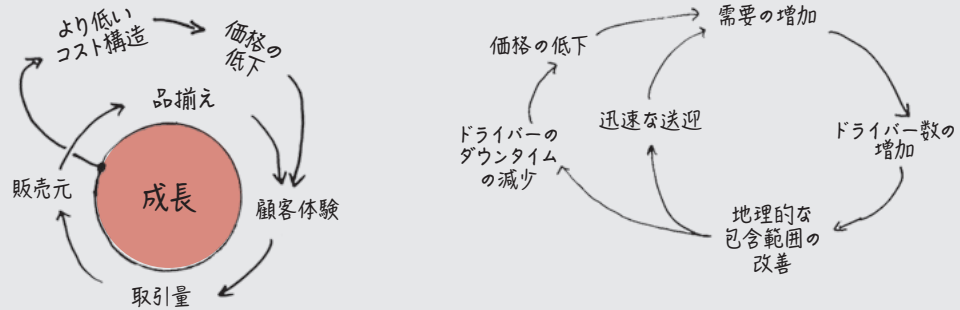 より低い
コスト構造
価格の
低下
品揃え
販売元
成長
顧客体験
取引量
需要の増加
価格の低下
迅速な送迎
ドライバーの
ダウンタイム
の減少
ドライバー数の
増加
地理的な
包含範囲の
改善